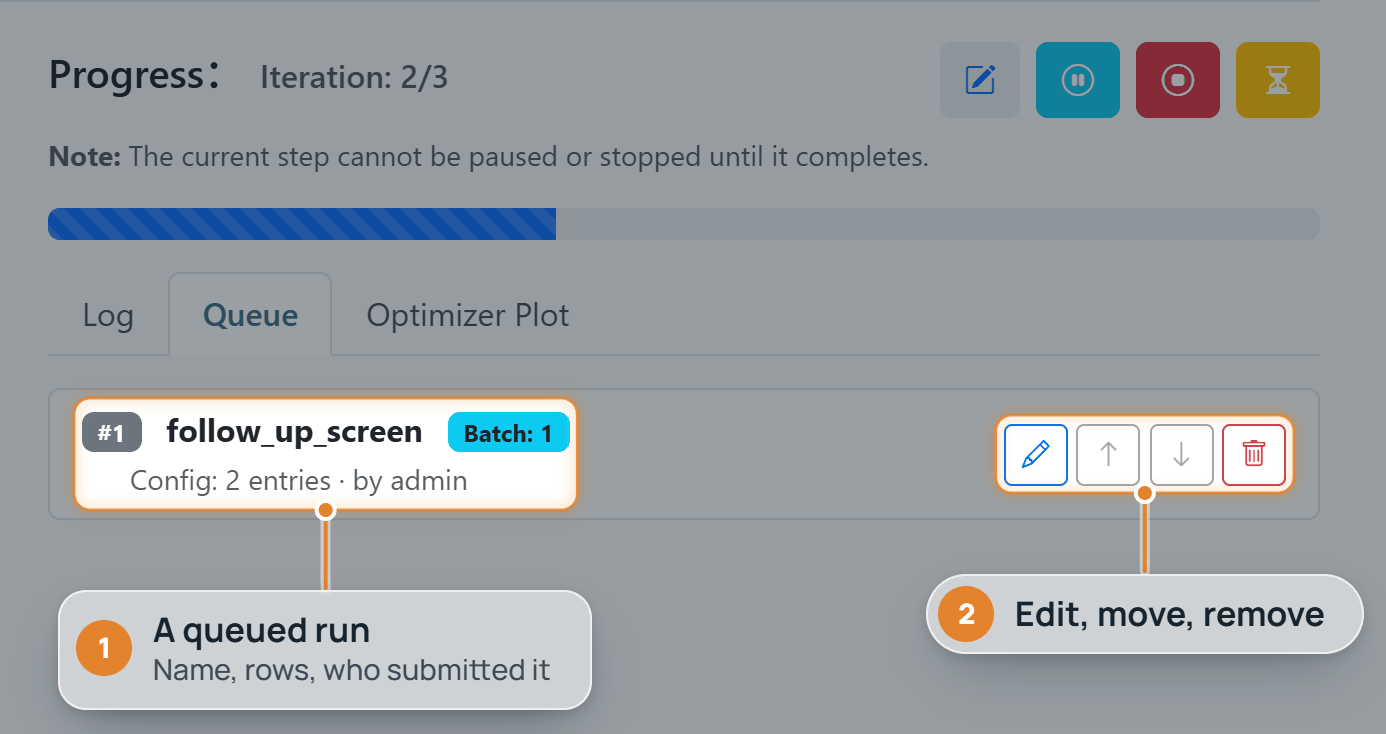 Progress: Iteration: 2/3
Note: The current step cannot be paused or stopped until it completes.
Log Queue Optimizer Plot
#1 follow_up_screen Batch: 1
Config: 2 entries · by admin
1 A queued run
Name, rows, who submitted it
2 Edit, move, remove